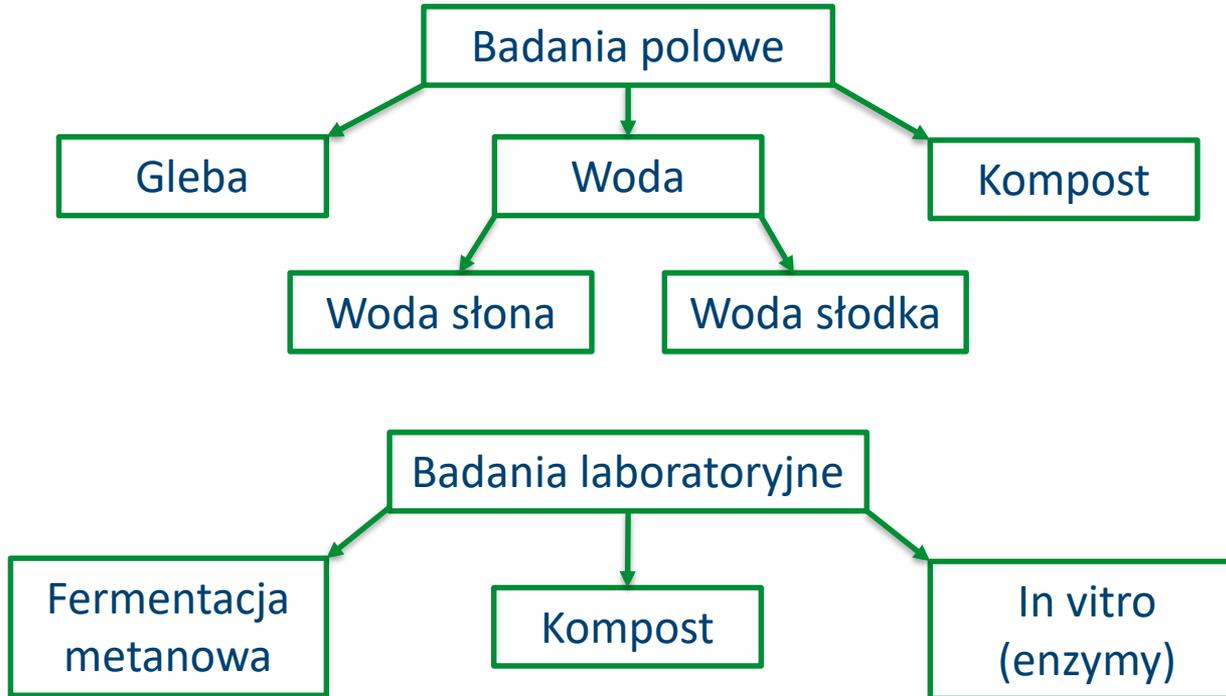 Badania polowe
Gleba
Woda
Kompost
Woda słona
Woda słodka
Badania laboratoryjne
Fermentacja
metanowa
Kompost
In vitro
(enzymy)